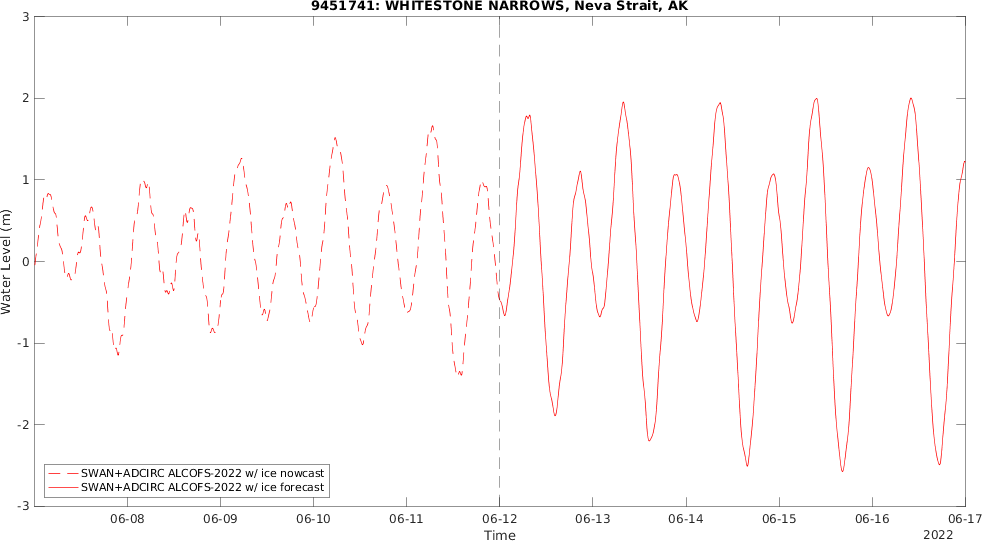 9451741: WHITESTONE NARROWS, Neva Strait, AK
3
2
1
0
-1
-2
-3
Water Level (m)
SWAN+ADCIRC ALCOFS-2022 w/ ice nowcast
SWAN+ADCIRC ALCOFS-2022 w/ ice forecast
06-08 06-09 06-10 06-11 06-12 06-13 06-14 06-15 06-16 06-17
Time
2022